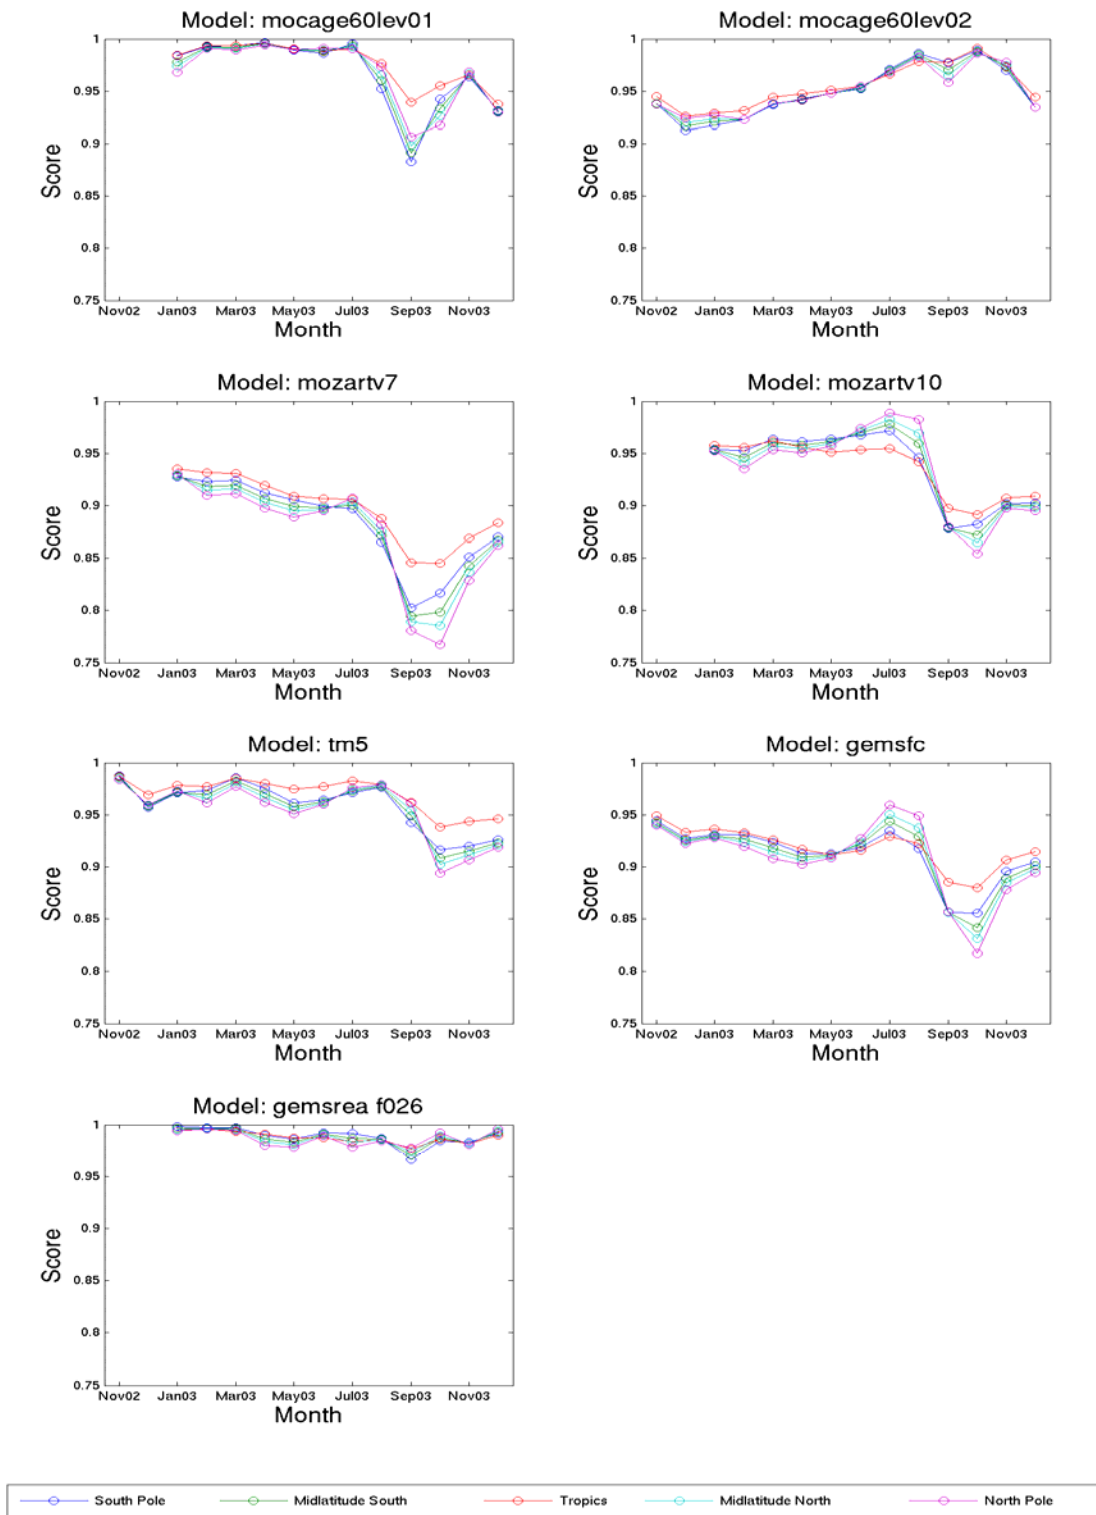 Model: mocage60lev01
1
0.95
0.9
0.85
0.8
0.75
Score
Nov02 Jan03 Mar03 May03 Jul03 Sep03 Nov03
Month
Model: mocage60lev02
1
0.95
0.9
0.85
0.8
0.75
Score
Nov02 Jan03 Mar03 May03 Jul03 Sep03 Nov03
Month
Model: mozartv7
1
0.95
0.9
0.85
0.8
0.75
Score
Nov02 Jan03 Mar03 May03 Jul03 Sep03 Nov03
Month
Model: mozartv10
1
0.95
0.9
0.85
0.8
0.75
Score
Nov02 Jan03 Mar03 May03 Jul03 Sep03 Nov03
Month
Model: tm5
1
0.95
0.9
0.85
0.8
0.75
Score
Nov02 Jan03 Mar03 May03 Jul03 Sep03 Nov03
Month
Model: gemsfc
1
0.95
0.9
0.85
0.8
0.75
Score
Nov02 Jan03 Mar03 May03 Jul03 Sep03 Nov03
Month
Model: gemsrea f026
1
0.95
0.9
0.85
0.8
0.75
Score
Nov02 Jan03 Mar03 May03 Jul03 Sep03 Nov03
Month
South Pole Midlatitude South Tropics Midlatitude North North Pole